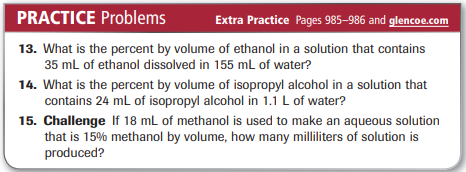 PRACTICE Problems Extra Practice Pages 985–986 and glencoe.com
13. What is the percent by volume of ethanol in a solution that contains
35 mL of ethanol dissolved in 155 mL of water?
14. What is the percent by volume of isopropyl alcohol in a solution that
contains 24 mL of isopropyl alcohol in 1.1 L of water?
15. Challenge If 18 mL of methanol is used to make an aqueous solution
that is 15% methanol by volume, how many milliliters of solution is
produced?